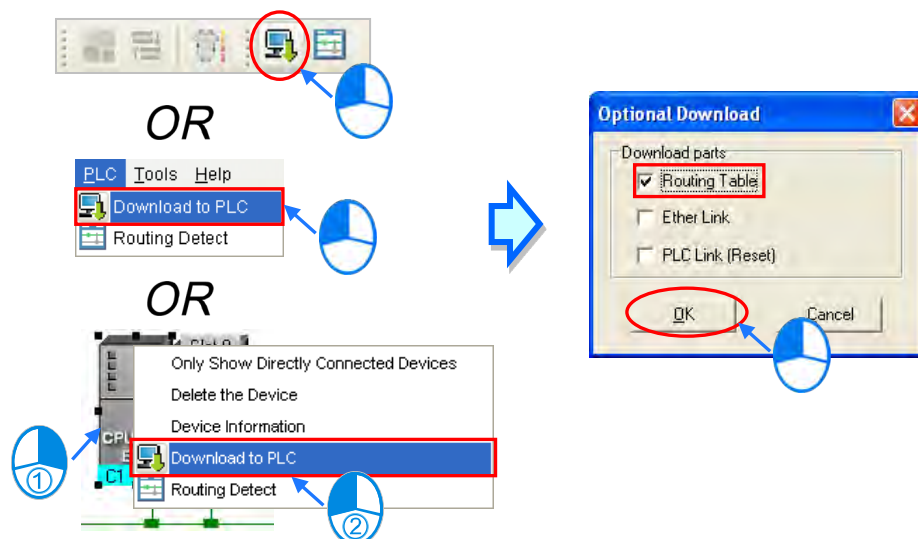 OR
PLC Tools Help
Download to PLC
Routing Detect
OR
Only Show Directly Connected Devices
Delete the Device
Device Information
CPU
Download to PLC
C1
Routing Detect
1
2
Optional Download
Download parts
Routing Table
Ether Link
PLC Link (Reset)
OK
Cancel